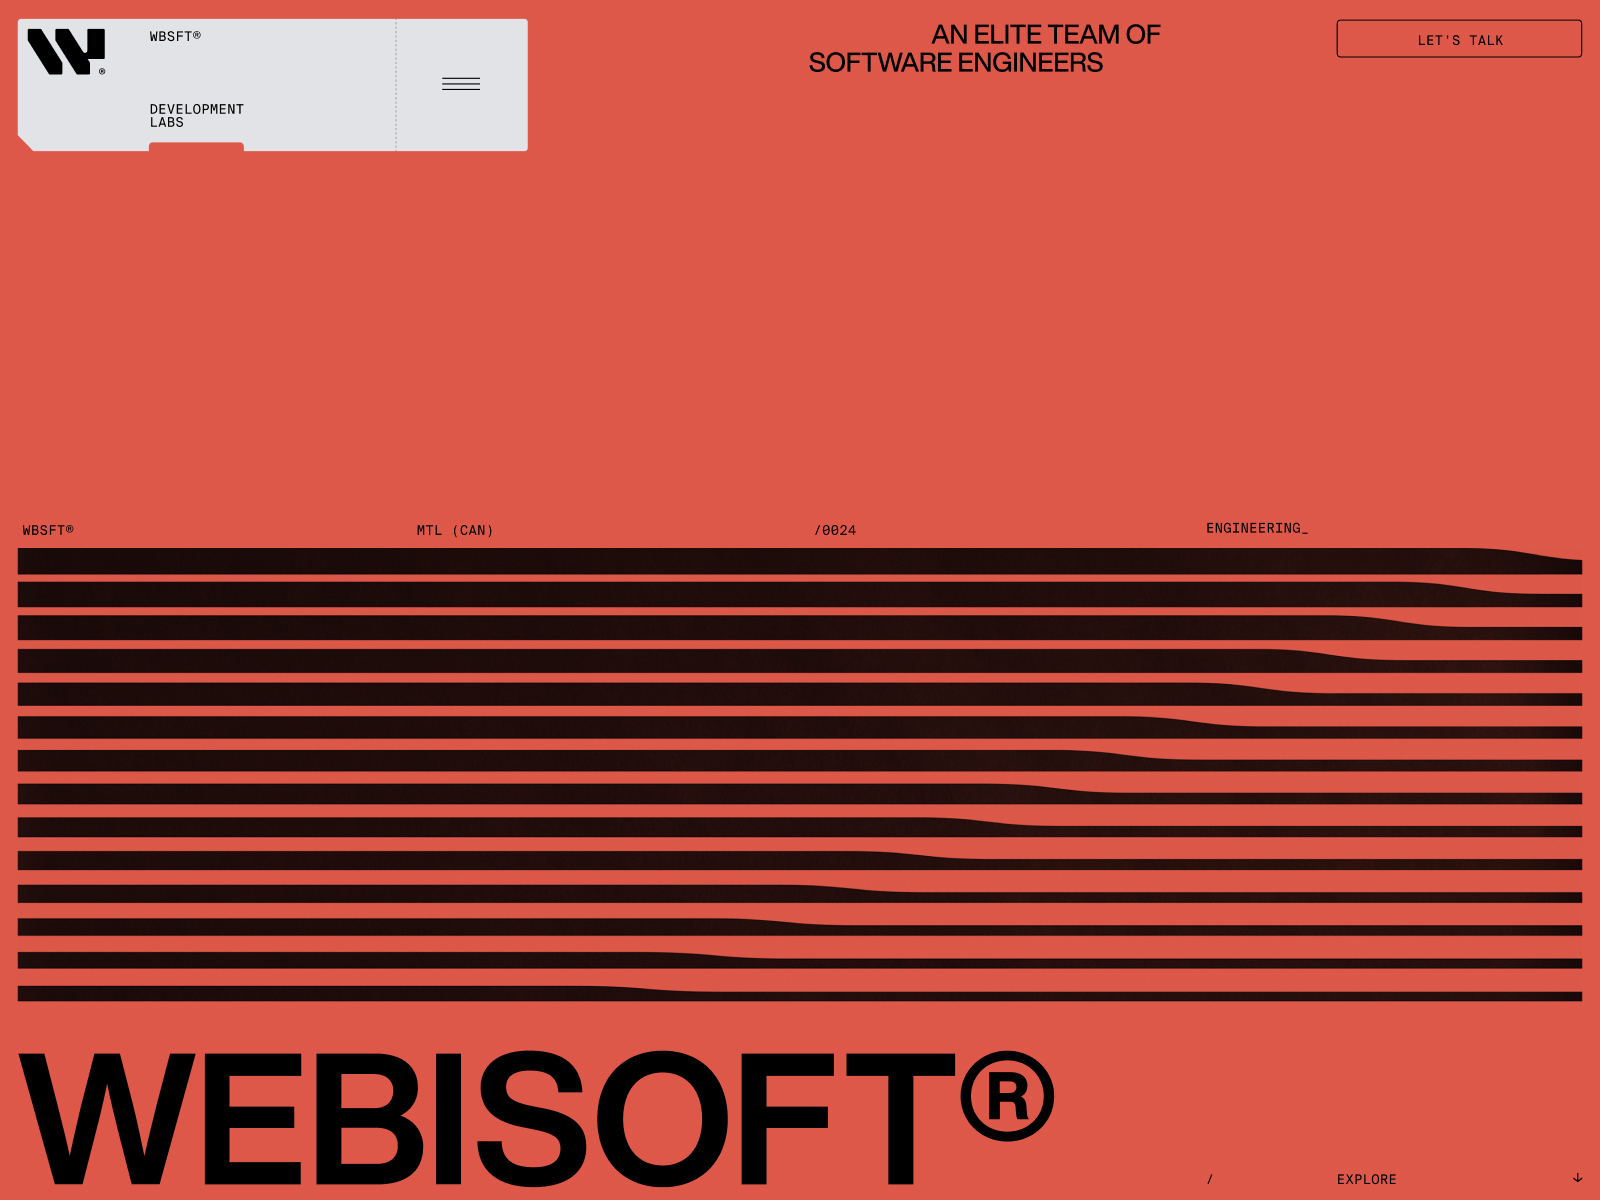 W®
WBSFT®
DEVELOPMENT
LABS
AN ELITE TEAM OF
SOFTWARE ENGINEERS
LET'S TALK
WBSFT®
MTL (CAN)
/0024
ENGINEERING_
WEBISOFT®
/
EXPLORE